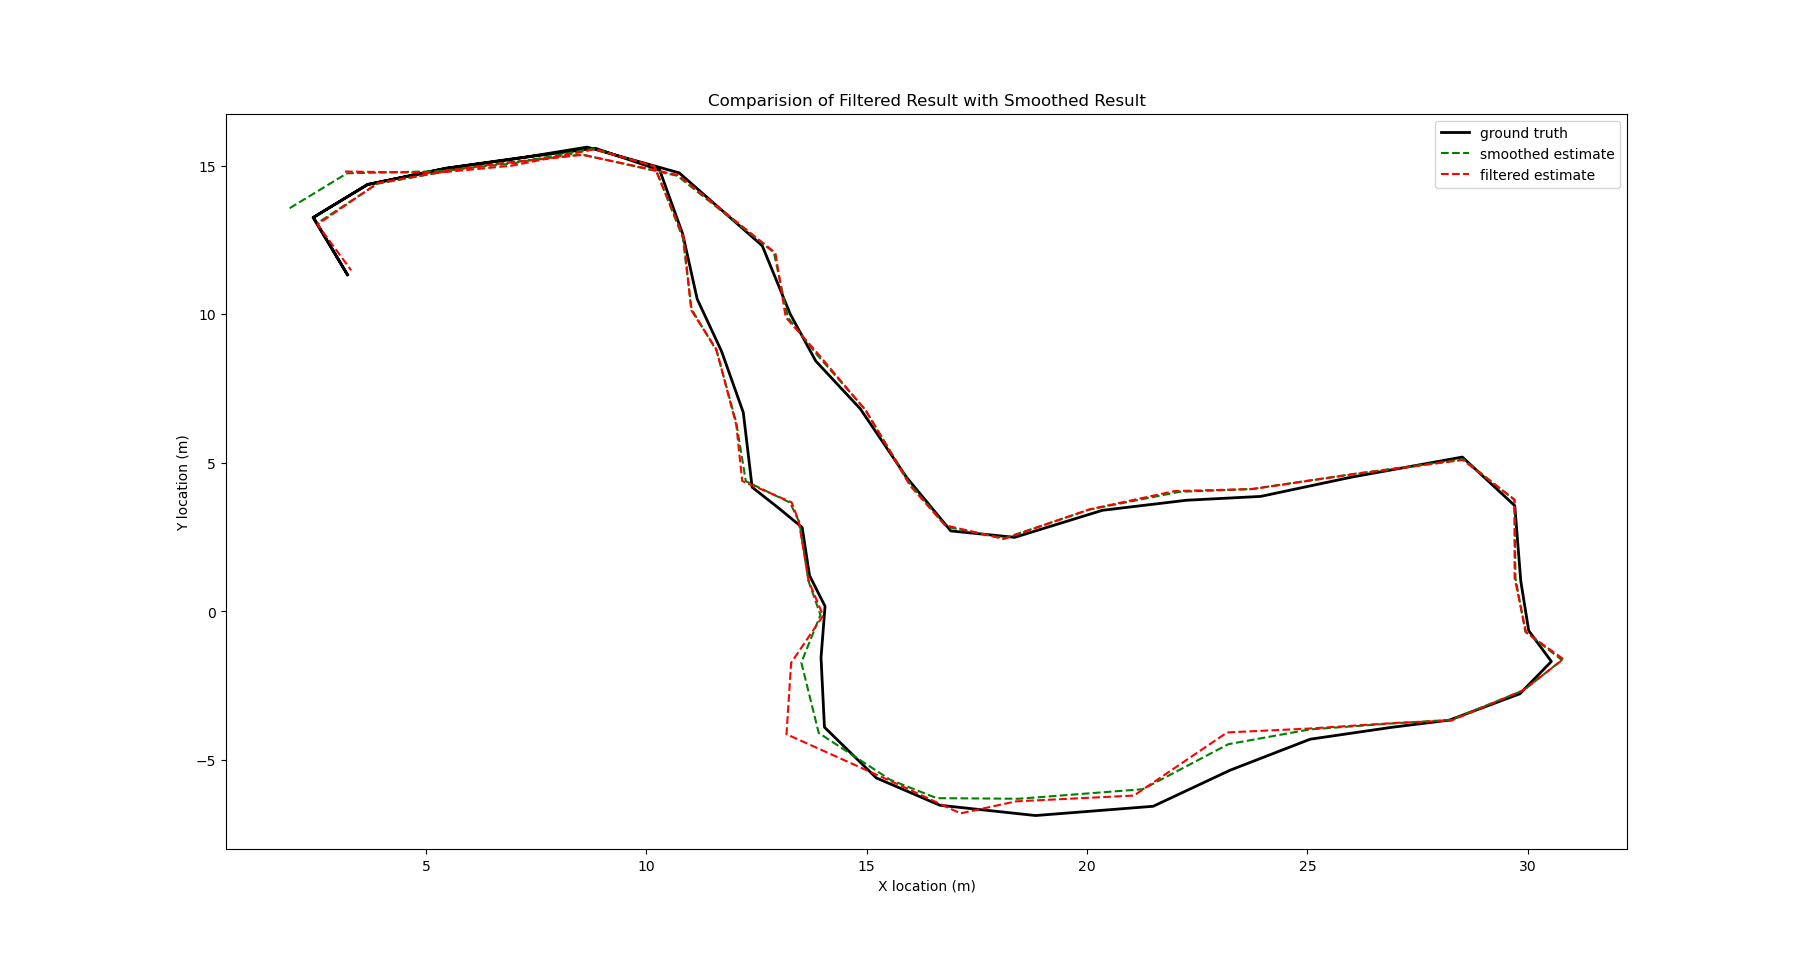 Comparision of Filtered Result with Smoothed Result
ground truth
smoothed estimate
filtered estimate
15
10
5
0
−5
Y location (m)
5 10 15 20 25 30
X location (m)